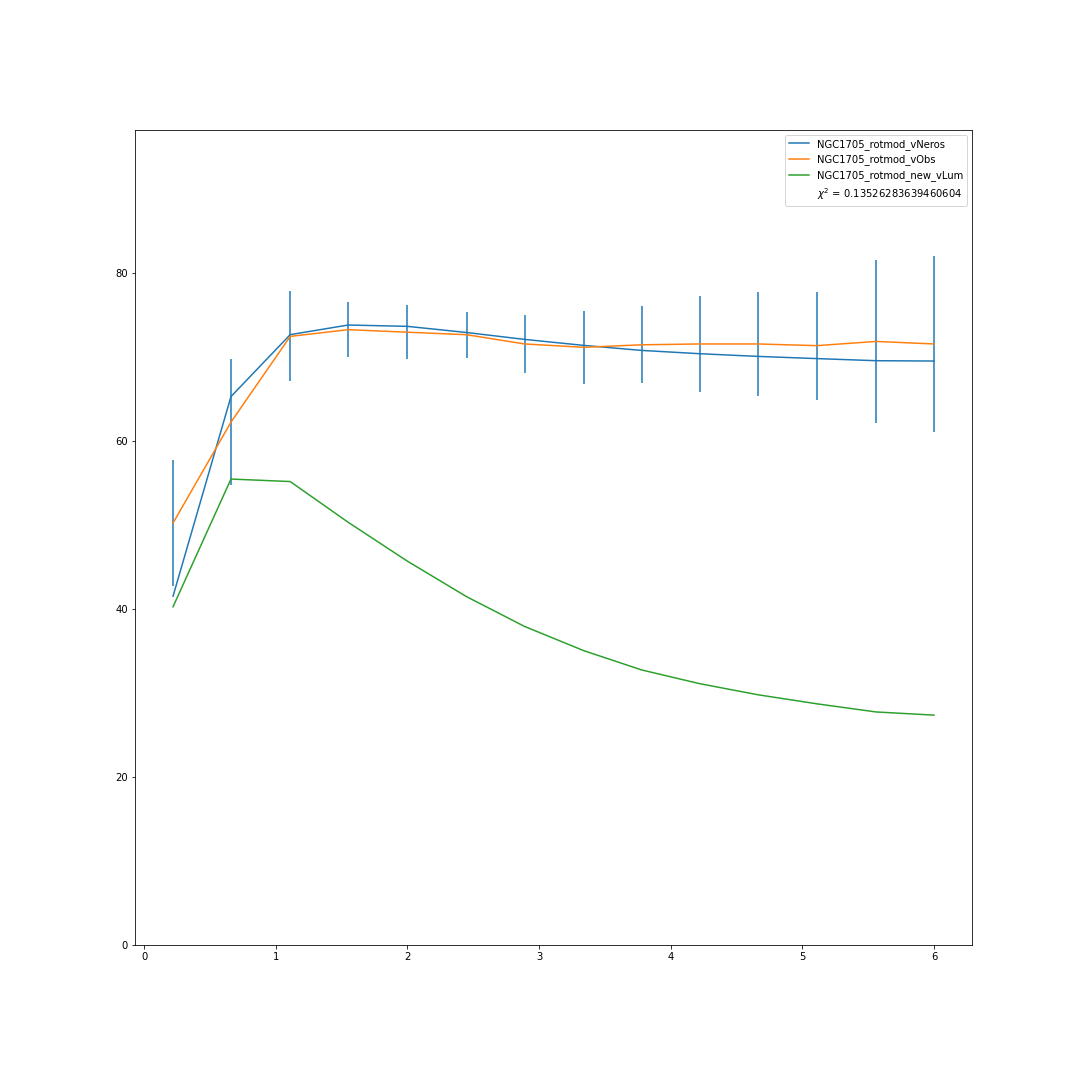 NGC1705_rotmod_vNeros
NGC1705_rotmod_vObs
NGC1705_rotmod_new_vLum
χ² = 0.13526283639460604
80
60
40
20
0
0 1 2 3 4 5 6